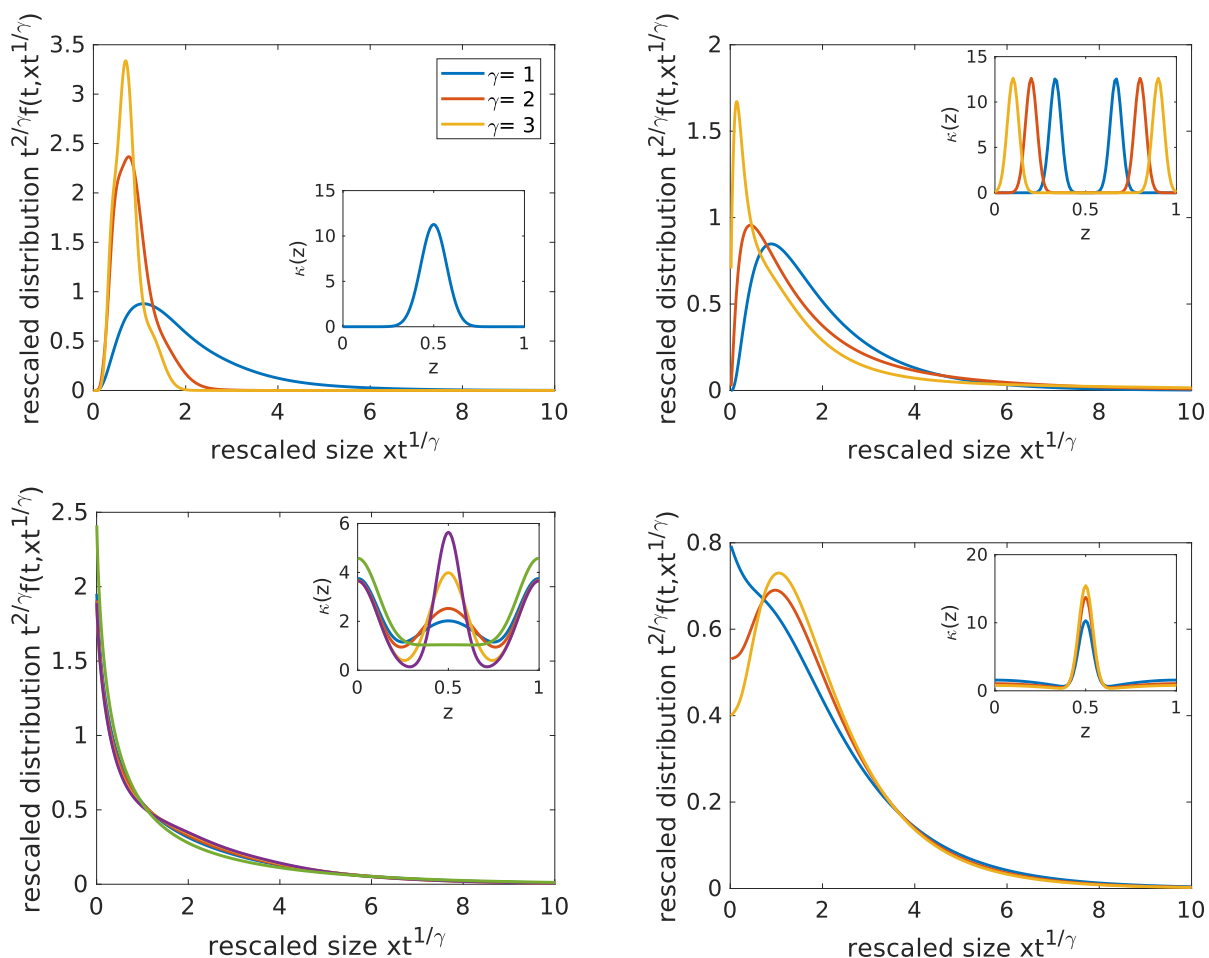 rescaled distribution t^{2/γ}f(t,xt^{1/γ})
3.5
3
2.5
2
1.5
1
0.5
0
0 2 4 6 8 10
rescaled size xt^{1/γ}
γ= 1
γ= 2
γ= 3
κ(z)
15
10
5
0
0 0.5 1
z
rescaled distribution t^{2/γ}f(t,xt^{1/γ})
2
1.5
1
0.5
0
0 2 4 6 8 10
rescaled size xt^{1/γ}
κ(z)
15
10
5
0
0 0.5 1
z
rescaled distribution t^{2/γ}f(t,xt^{1/γ})
2.5
2
1.5
1
0.5
0
0 2 4 6 8 10
rescaled size xt^{1/γ}
κ(z)
6
4
2
0
0 0.5 1
z
rescaled distribution t^{2/γ}f(t,xt^{1/γ})
0.8
0.6
0.4
0.2
0
0 2 4 6 8 10
rescaled size xt^{1/γ}
κ(z)
20
10
0
0 0.5 1
z